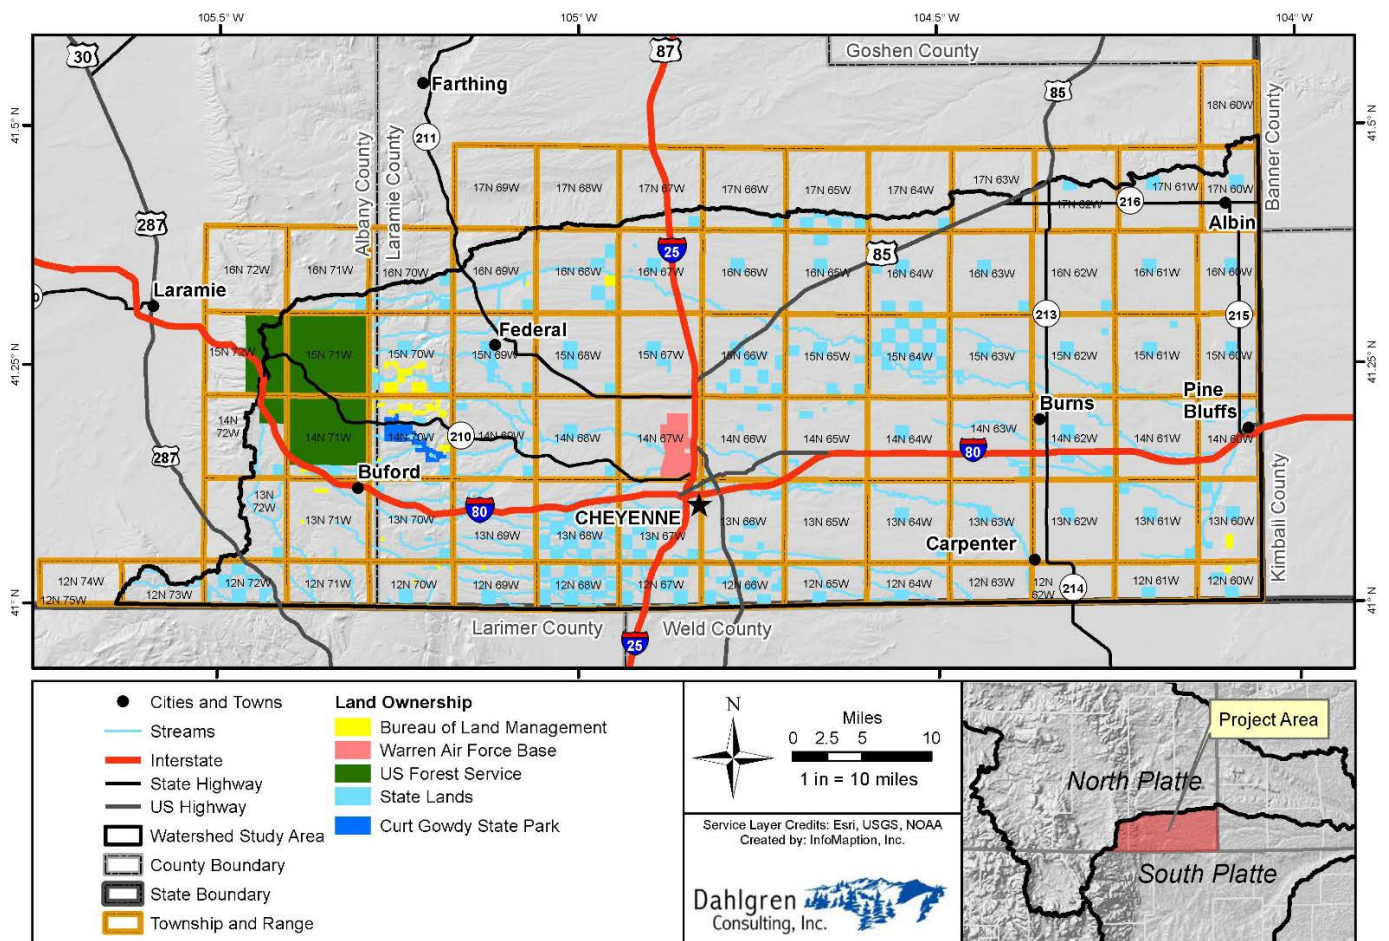 105.5° W
105° W
104.5° W
104° W
30
87
Goshen County
Farthing
85
18N 60W
41.5° N
41.5° N
211
Albany County
Laramie County
Banner County
17N 69W
17N 68W
17N 67W
17N 66W
17N 65W
17N 64W
17N 63W
17N 62W
17N 61W
17N 60W
216
Albin
287
25
85
16N 72W
16N 71W
16N 70W
16N 69W
16N 68W
16N 67W
16N 66W
16N 65W
16N 64W
16N 63W
16N 62W
16N 61W
16N 60W
Laramie
213
215
Federal
15N 72W
15N 71W
15N 70W
15N 69W
15N 68W
15N 67W
15N 66W
15N 65W
15N 64W
15N 63W
15N 62W
15N 61W
15N 60W
41.25° N
41.25° N
Pine
Bluffs
Burns
14N
72W
14N 71W
14N 70W
210
14N 69W
14N 68W
14N 67W
14N 66W
14N 65W
14N 64W
14N 63W
14N 62W
14N 61W
14N 60W
80
287
Buford
Kimball County
13N
72W
13N 71W
13N 70W
80
CHEYENNE
13N 69W
13N 68W
13N 67W
13N 66W
13N 65W
13N 64W
13N 63W
13N 62W
13N 61W
13N 60W
Carpenter
12N 74W
12N 75W
12N 73W
12N 72W
12N 71W
12N 70W
12N 69W
12N 68W
12N 67W
12N 66W
12N 65W
12N 64W
12N 63W
12N
62W
214
12N 61W
12N 60W
41° N
41° N
Larimer County
Weld County
25
Cities and Towns
Streams
Interstate
State Highway
US Highway
Watershed Study Area
County Boundary
State Boundary
Township and Range
Land Ownership
Bureau of Land Management
Warren Air Force Base
US Forest Service
State Lands
Curt Gowdy State Park
N
Miles
0 2.5 5 10
1 in = 10 miles
Service Layer Credits: Esri, USGS, NOAA
Created by: InfoMaption, Inc.
Dahlgren
Consulting, Inc.
Project Area
North Platte
South Platte